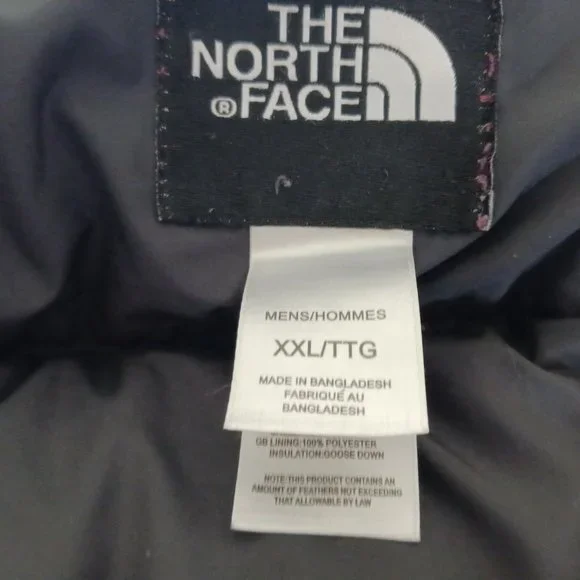 THE
NORTH
®FACE
MENS/HOMMES
XXL/TTG
MADE IN BANGLADESH
FABRIQUE AU
BANGLADESH
GB LINING:100% POLYESTER
INSULATION:GOOSE DOWN
NOTE:THIS PRODUCT CONTAINS AN
AMOUNT OF FEATHERS NOT EXCEEDING
THAT ALLOWABLE BY LAW